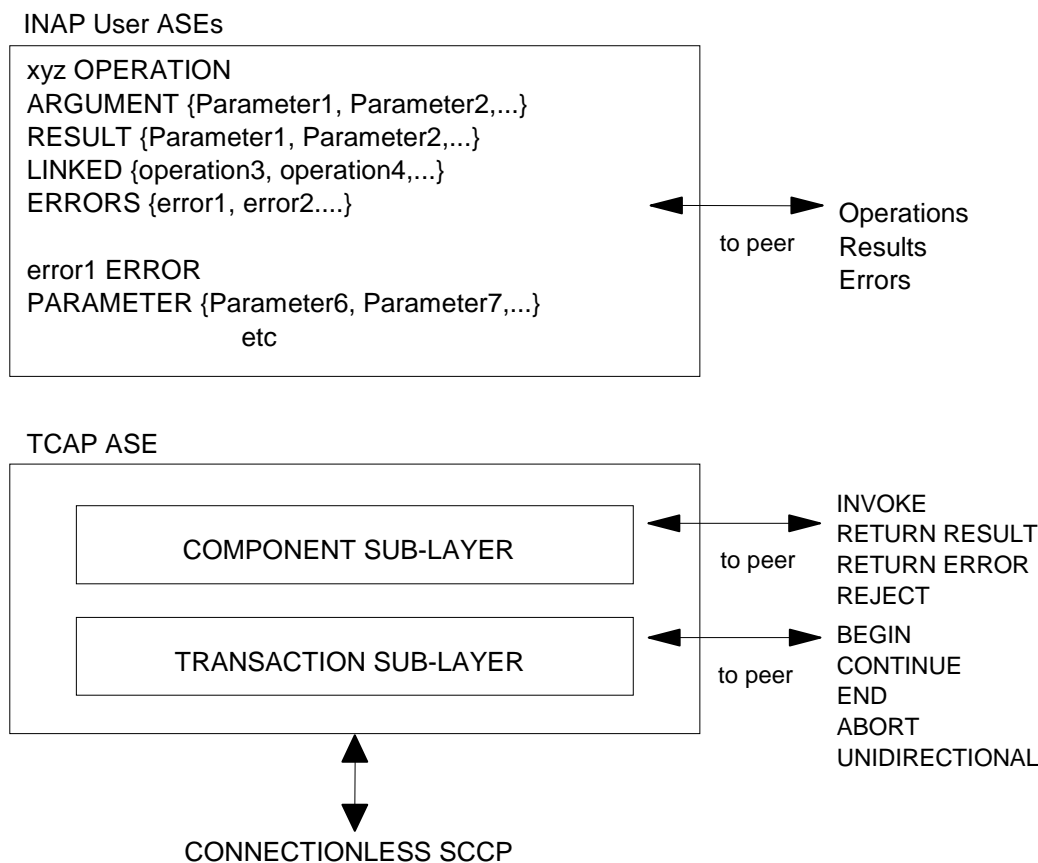 INAP User ASEs
xyz OPERATION
ARGUMENT {Parameter1, Parameter2,...}
RESULT {Parameter1, Parameter2,...}
LINKED {operation3, operation4,...}
ERRORS {error1, error2....}
error1 ERROR
PARAMETER {Parameter6, Parameter7,...}
etc
to peer
Operations
Results
Errors
TCAP ASE
COMPONENT SUB-LAYER
to peer
INVOKE
RETURN RESULT
RETURN ERROR
REJECT
TRANSACTION SUB-LAYER
to peer
BEGIN
CONTINUE
END
ABORT
UNIDIRECTIONAL
CONNECTIONLESS SCCP